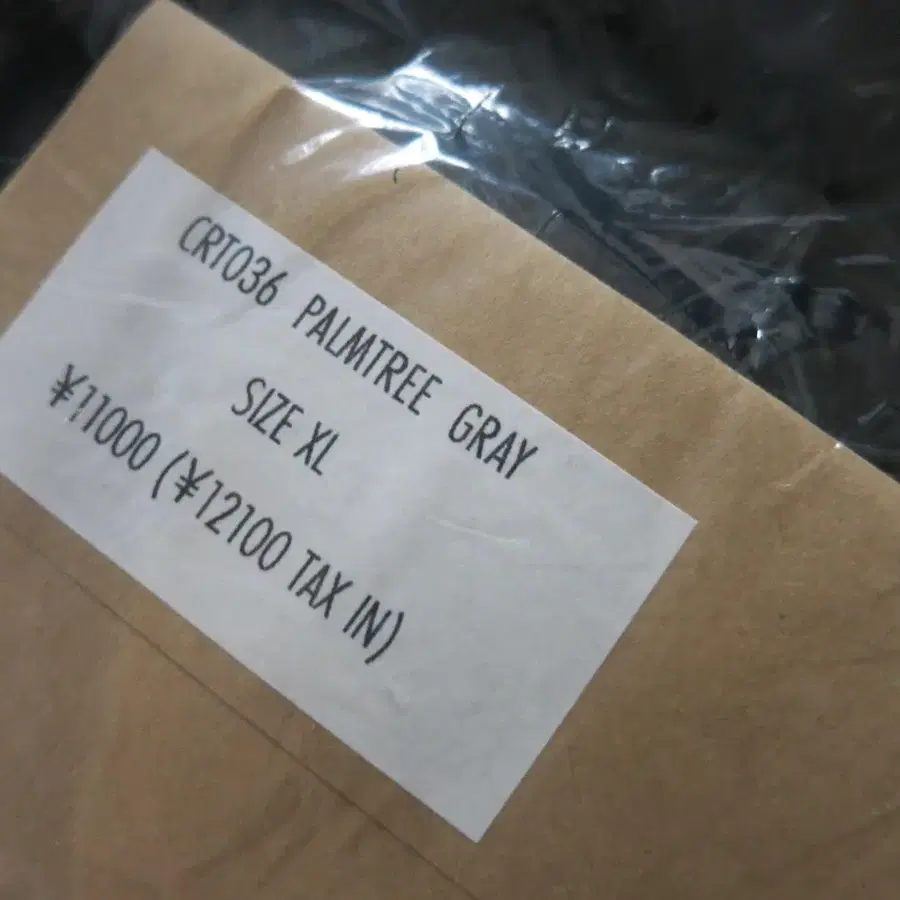 CRT036 PALMTREE GRAY
SIZE XL
¥11000 (¥12100 TAX IN)